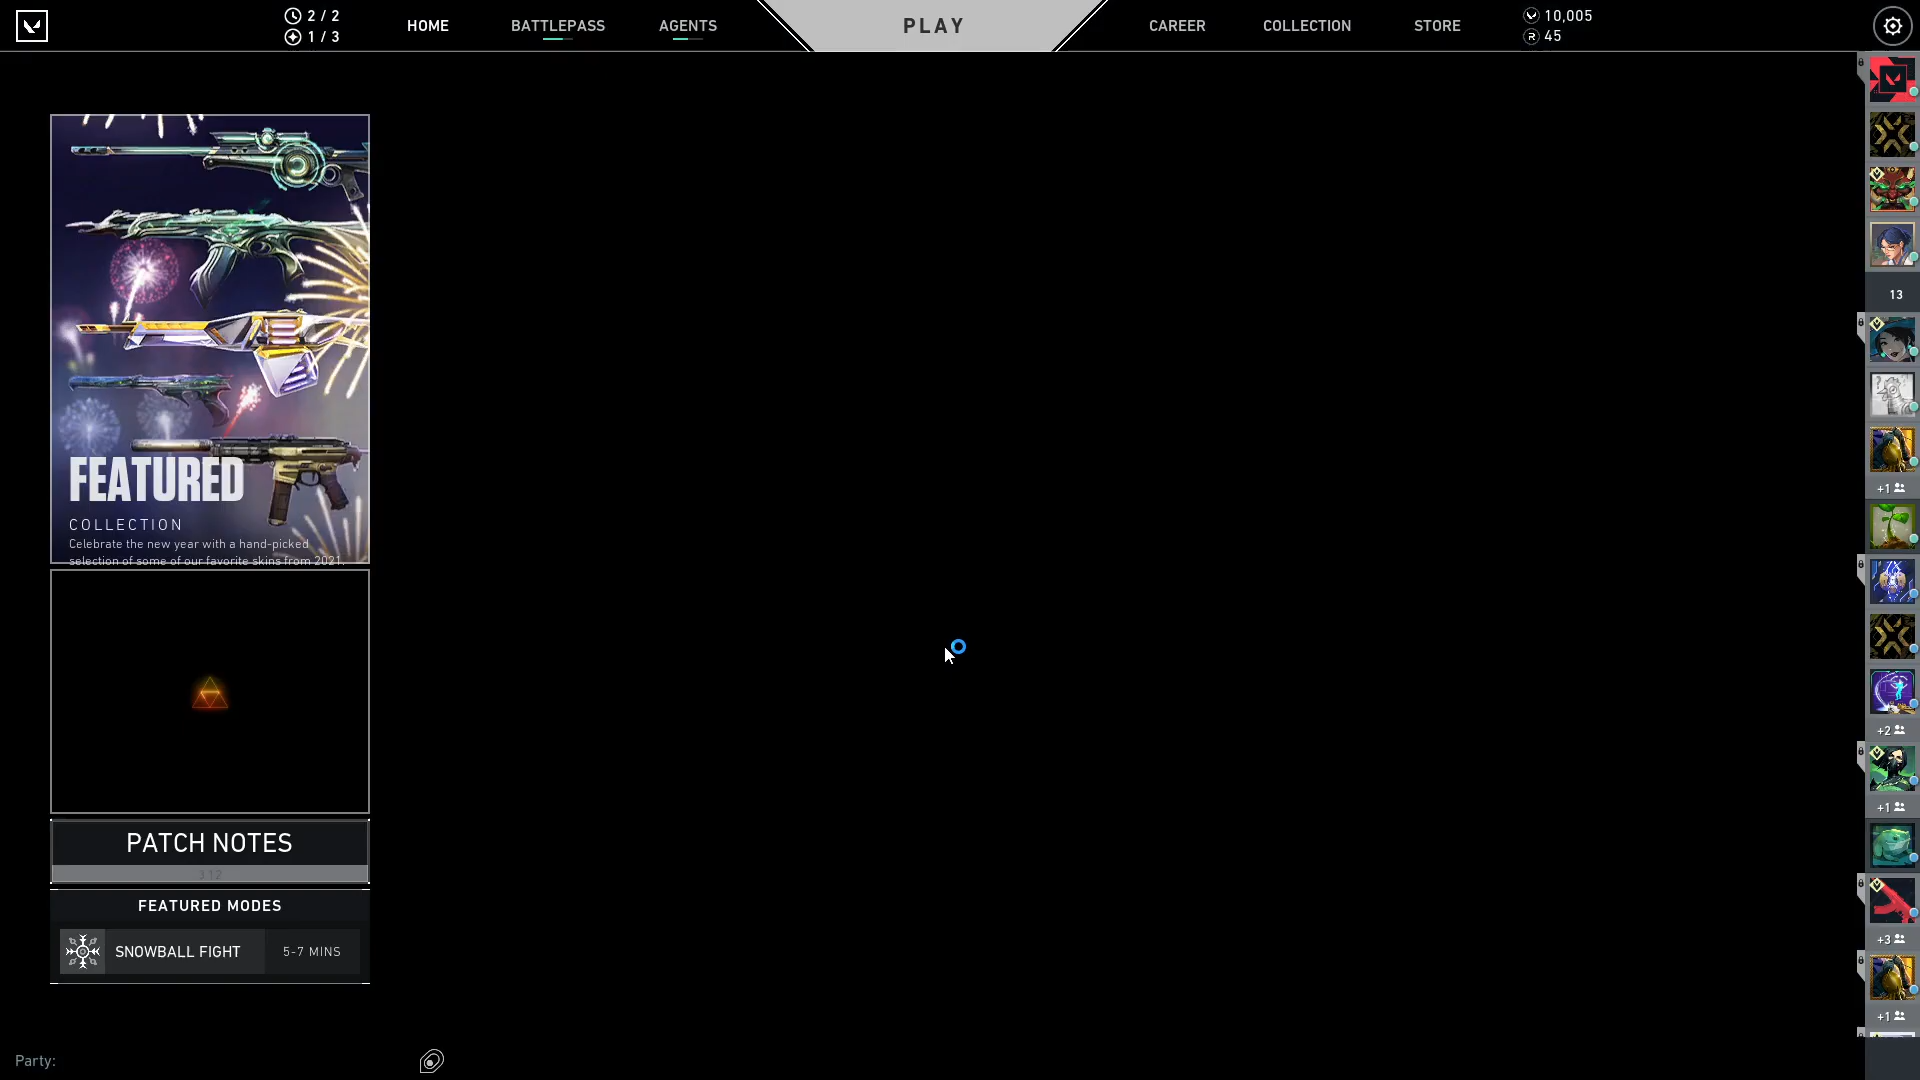 2 / 2
1 / 3
HOME
BATTLEPASS
AGENTS
PLAY
CAREER
COLLECTION
STORE
10,005
R 45
FEATURED
COLLECTION
Celebrate the new year with a hand-picked
selection of some of our favorite skins from 2021.
PATCH NOTES
3.12
FEATURED MODES
SNOWBALL FIGHT
5-7 MINS
13
+1
+2
+1
+3
+1
Party: